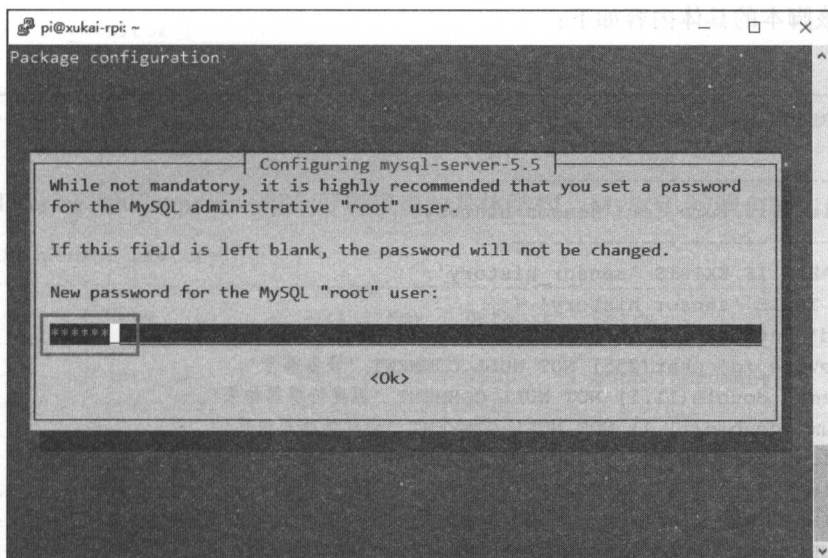 pi@xukai-rpi: ~
Package configuration
Configuring mysql-server-5.5
While not mandatory, it is highly recommended that you set a password
for the MySQL administrative "root" user.
If this field is left blank, the password will not be changed.
New password for the MySQL "root" user:
******
<Ok>